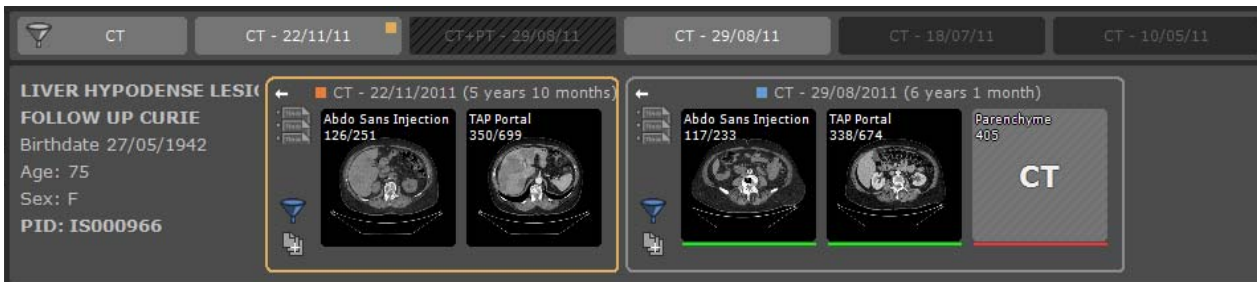 CT
CT - 22/11/11
CT+PT - 29/08/11
CT - 29/08/11
CT - 18/07/11
CT - 10/05/11
LIVER HYPODENSE LESI
FOLLOW UP CURIE
Birthdate 27/05/1942
Age: 75
Sex: F
PID: IS000966
CT - 22/11/2011 (5 years 10 months)
Abdo Sans Injection
126/251
TAP Portal
350/699
CT - 29/08/2011 (6 years 1 month)
Abdo Sans Injection
117/233
TAP Portal
338/674
Parenchyme
405
CT